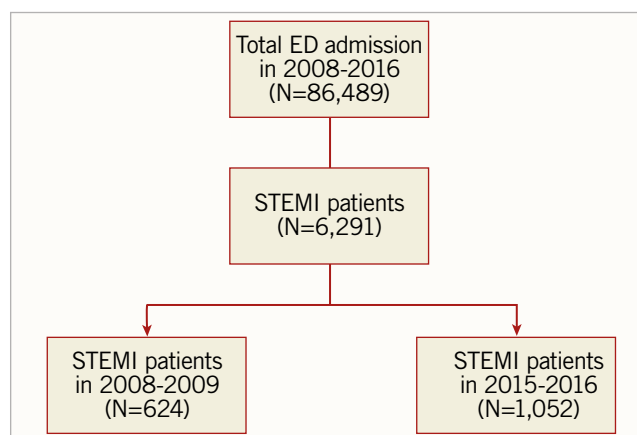 Total ED admission
in 2008-2016
(N=86,489)
STEMI patients
(N=6,291)
STEMI patients
in 2008-2009
(N=624)
STEMI patients
in 2015-2016
(N=1,052)